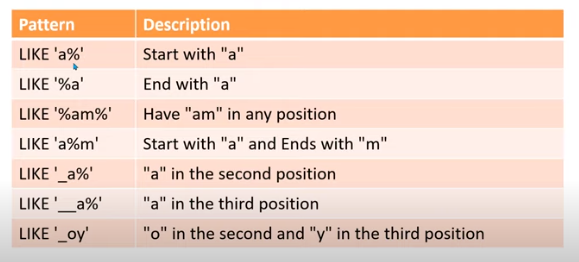 Pattern Description
LIKE 'a%' Start with "a"
LIKE '%a' End with "a"
LIKE '%am%' Have "am" in any position
LIKE 'a%m' Start with "a" and Ends with "m"
LIKE '_a%' "a" in the second position
LIKE '__a%' "a" in the third position
LIKE '_oy' "o" in the second and "y" in the third position